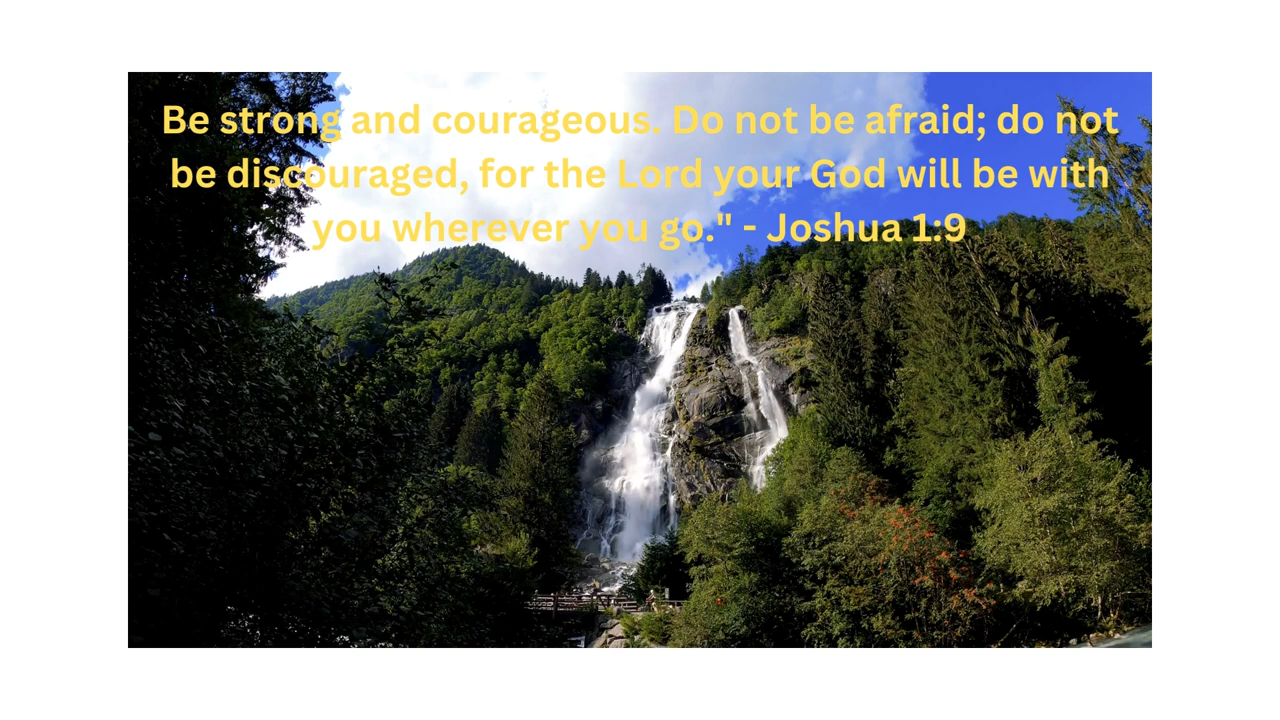 Be strong and courageous. Do not be afraid; do not
be discouraged, for the Lord your God will be with
you wherever you go." - Joshua 1:9